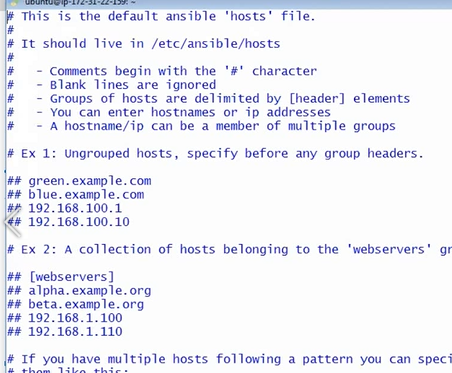 ubuntu@ip-172-31-22-159: ~
# This is the default ansible 'hosts' file.
#
# It should live in /etc/ansible/hosts
#
#   - Comments begin with the '#' character
#   - Blank lines are ignored
#   - Groups of hosts are delimited by [header] elements
#   - You can enter hostnames or ip addresses
#   - A hostname/ip can be a member of multiple groups
# Ex 1: Ungrouped hosts, specify before any group headers.
## green.example.com
## blue.example.com
## 192.168.100.1
## 192.168.100.10
# Ex 2: A collection of hosts belonging to the 'webservers' gr
## [webservers]
## alpha.example.org
## beta.example.org
## 192.168.1.100
## 192.168.1.110
# If you have multiple hosts following a pattern you can speci
# them like this: